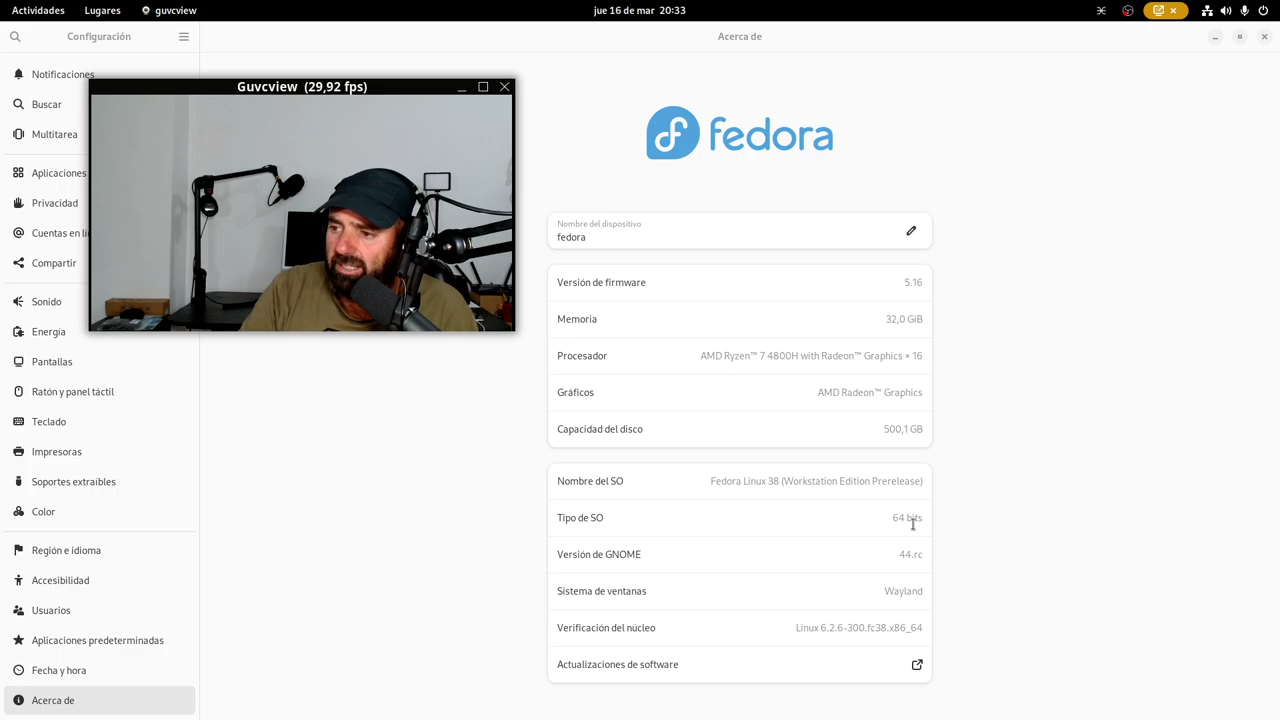 Actividades Lugares guvcview jue 16 de mar 20:33
Configuración
Acerca de
Notificaciones
Buscar
Multitarea
Aplicaciones
Privacidad
Cuentas en lí
Compartir
Sonido
Energía
Pantallas
Ratón y panel táctil
Teclado
Impresoras
Soportes extraíbles
Color
Región e idioma
Accesibilidad
Usuarios
Aplicaciones predeterminadas
Fecha y hora
Acerca de
Guvcview (29,92 fps)
fedora
Nombre del dispositivo
fedora
Versión de firmware 5.16
Memoria 32,0 GiB
Procesador AMD Ryzen™ 7 4800H with Radeon™ Graphics × 16
Gráficos AMD Radeon™ Graphics
Capacidad del disco 500,1 GB
Nombre del SO Fedora Linux 38 (Workstation Edition Prerelease)
Tipo de SO 64 bits
Versión de GNOME 44.rc
Sistema de ventanas Wayland
Verificación del núcleo Linux 6.2.6-300.fc38.x86_64
Actualizaciones de software